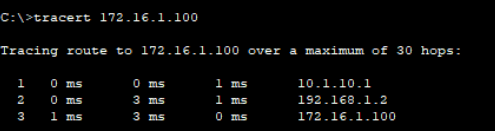 C:\>tracert 172.16.1.100
Tracing route to 172.16.1.100 over a maximum of 30 hops:
1 0 ms 0 ms 1 ms 10.1.10.1
2 0 ms 3 ms 1 ms 192.168.1.2
3 1 ms 3 ms 0 ms 172.16.1.100